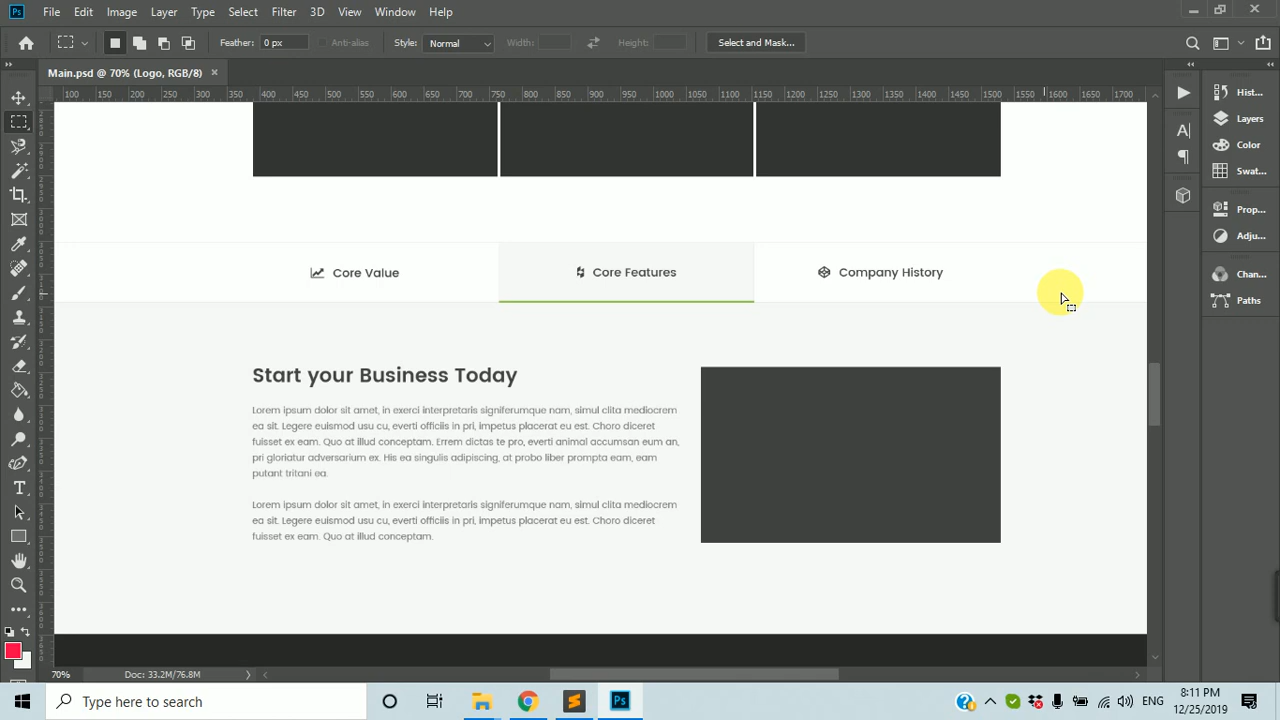 Ps File Edit Image Layer Type Select Filter 3D View Window Help
Feather: 0 px Anti-alias Style: Normal Width: Height: Select and Mask...
Main.psd @ 70% (Logo, RGB/8) ×
100 150 200 250 300 350 400 450 500 550 600 650 700 750 800 850 900 950 1000 1050 1100 1150 1200 1250 1300 1350 1400 1450 1500 1550 1600 1650 1700
Hist...
Layers
Color
Swat...
Prop...
Adju...
Chan...
Paths
Core Value Core Features Company History
Start your Business Today
Lorem ipsum dolor sit amet, in exerci interpretaris signiferumque nam, simul clita mediocrem
ea sit. Legere euismod usu cu, everti officiis in pri, impetus placerat eu est. Choro diceret
fuisset ex eam. Quo at illud conceptam. Errem dictas te pro, everti animal accumsan eum an,
pri gloriatur adversarium ex. His ea singulis adipiscing, at probo liber prompta eam, eam
putant tritani ea.
Lorem ipsum dolor sit amet, in exerci interpretaris signiferumque nam, simul clita mediocrem
ea sit. Legere euismod usu cu, everti officiis in pri, impetus placerat eu est. Choro diceret
fuisset ex eam. Quo at illud conceptam.
70% Doc: 33.2M/76.8M
Type here to search
Ps
ENG
8:11 PM
12/25/2019